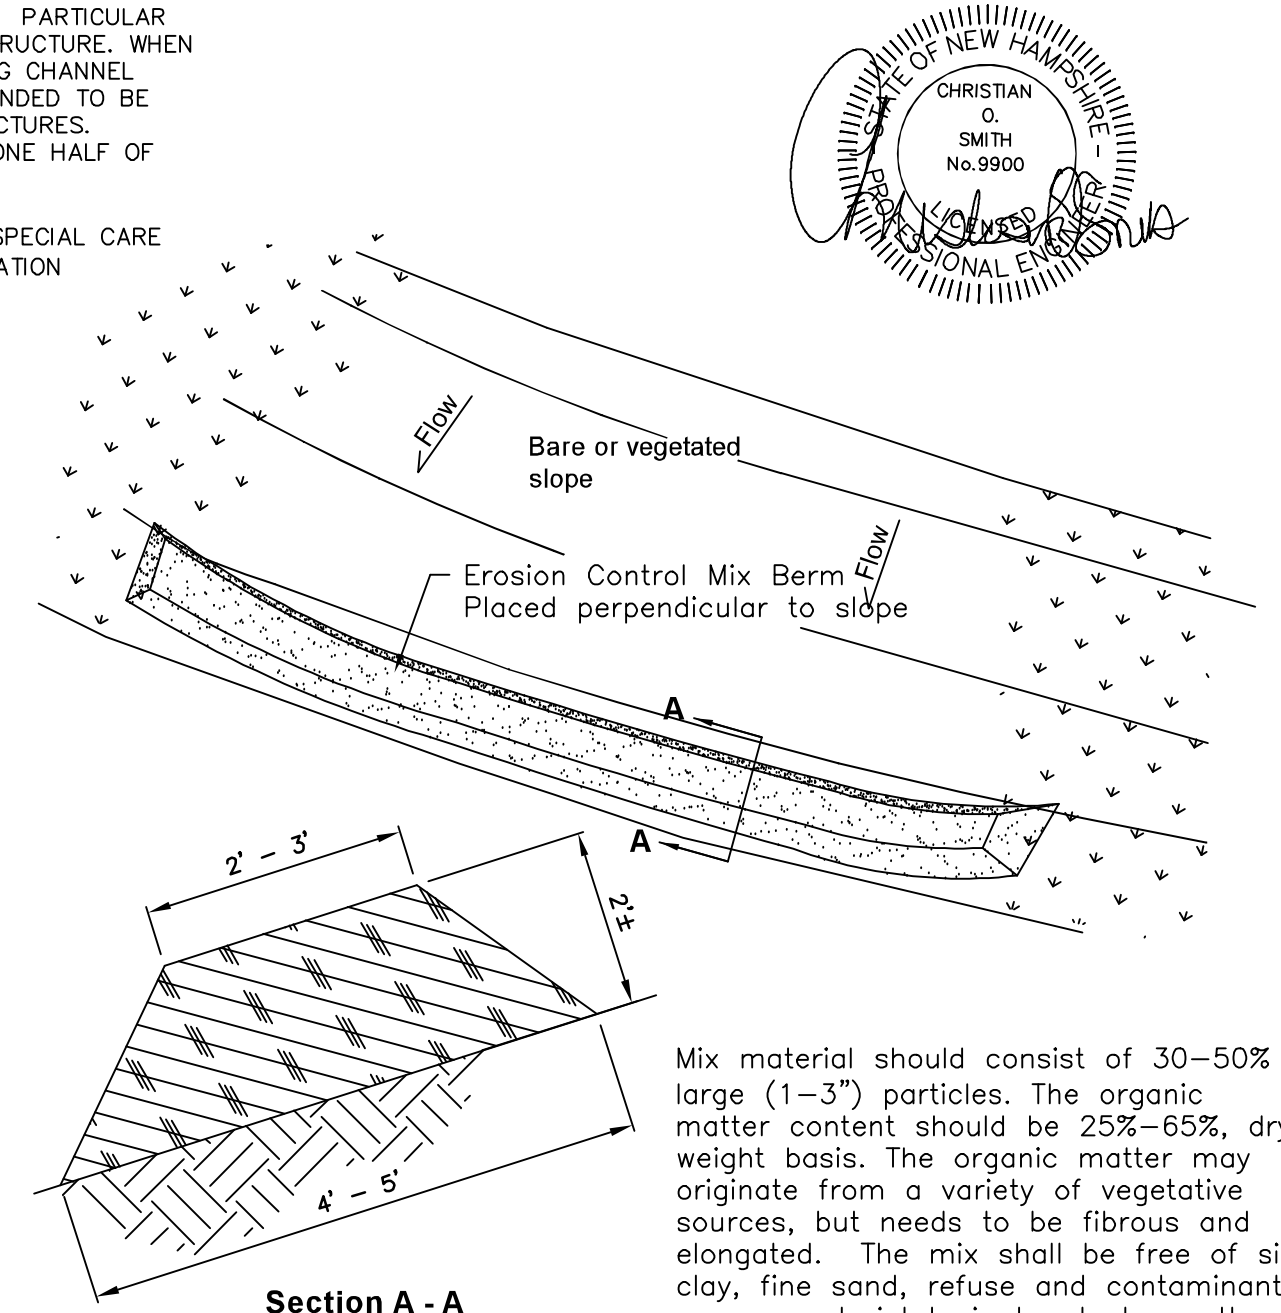 PARTICULAR
RUCTURE. WHEN
G CHANNEL
NDED TO BE
CTURES.
ONE HALF OF
SPECIAL CARE
ATION
STATE OF NEW HAMPSHIRE -
CHRISTIAN
O.
SMITH
No.9900
LICENSED
PROFESSIONAL ENGINEER
Flow
Bare or vegetated
slope
Flow
Erosion Control Mix Berm
Placed perpendicular to slope
A
A
2' - 3'
2'±
4' - 5'
Section A - A
Mix material should consist of 30-50%
large (1-3") particles. The organic
matter content should be 25%-65%, dry
weight basis. The organic matter may
originate from a variety of vegetative
sources, but needs to be fibrous and
elongated. The mix shall be free of si
clay, fine sand, refuse and contaminant